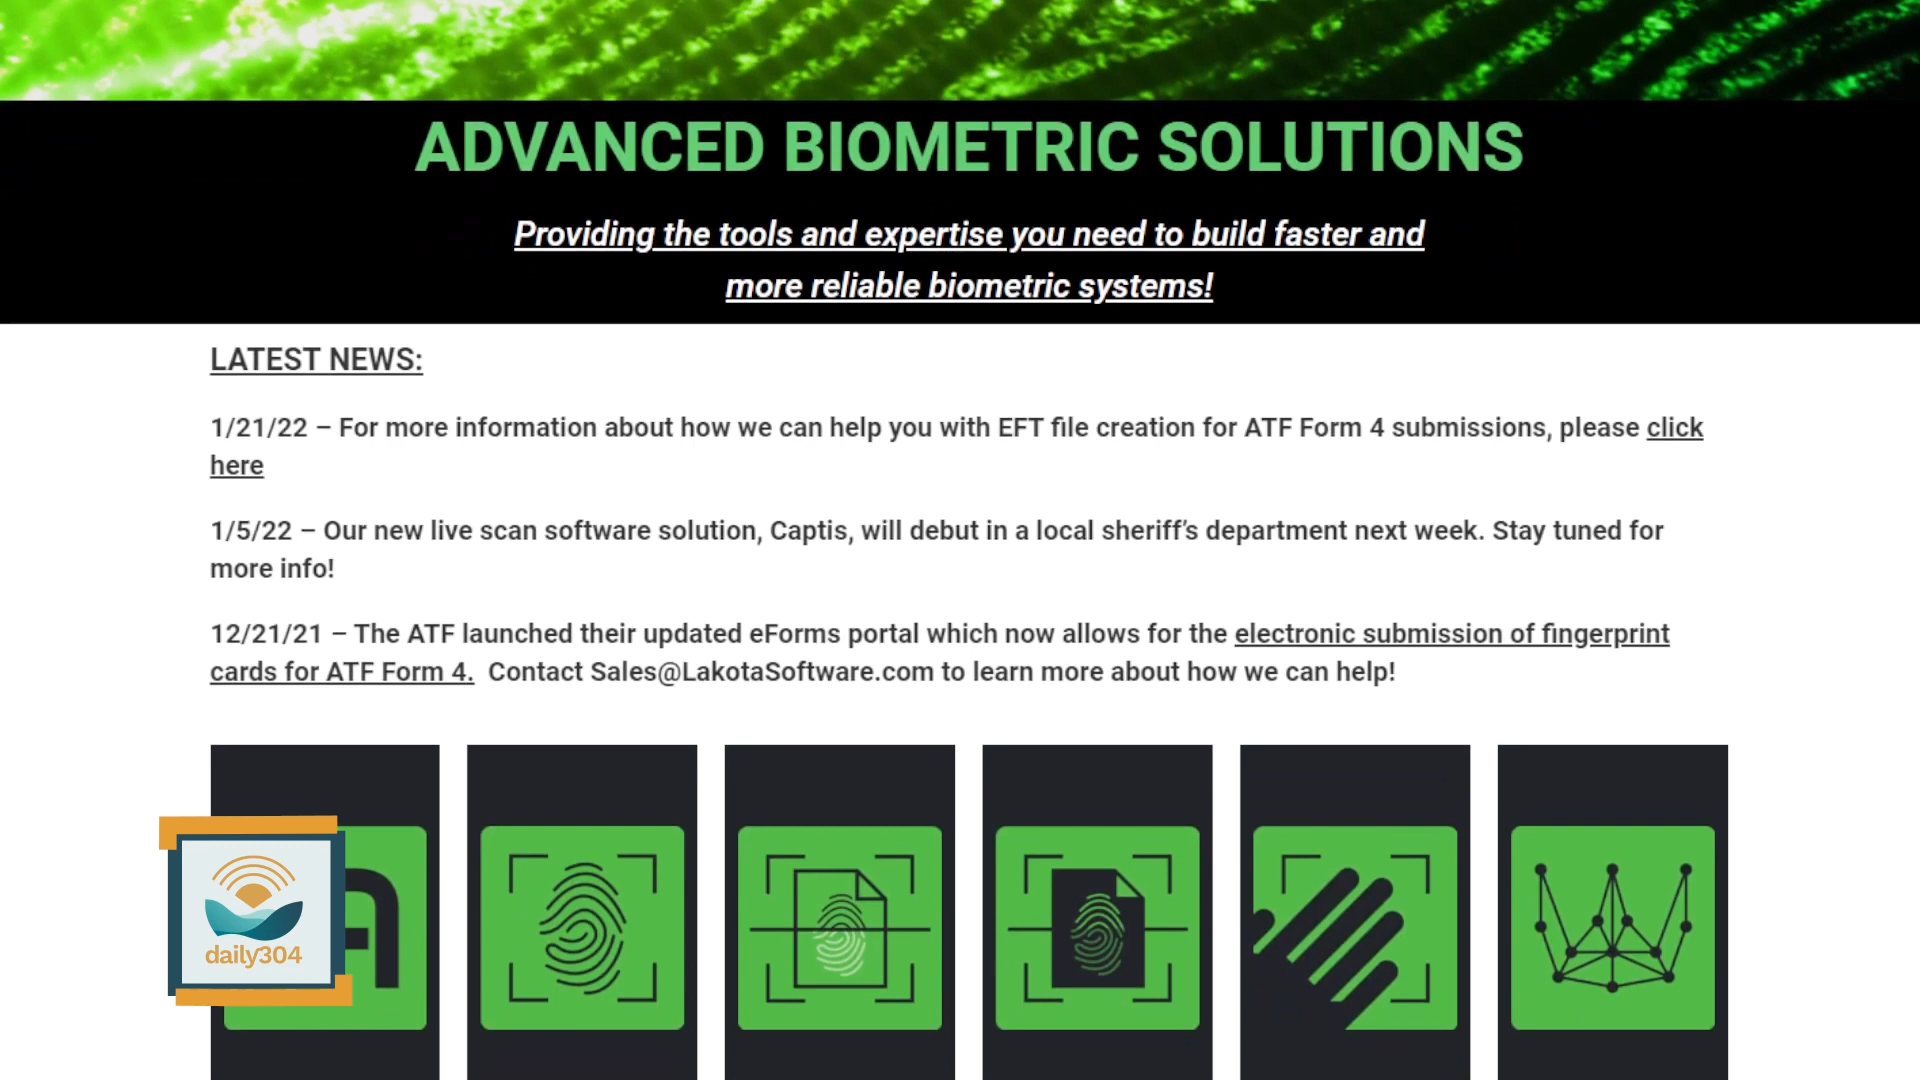 ADVANCED BIOMETRIC SOLUTIONS
Providing the tools and expertise you need to build faster and
more reliable biometric systems!
LATEST NEWS:
1/21/22 – For more information about how we can help you with EFT file creation for ATF Form 4 submissions, please click
here
1/5/22 – Our new live scan software solution, Captis, will debut in a local sheriff’s department next week. Stay tuned for
more info!
12/21/21 – The ATF launched their updated eForms portal which now allows for the electronic submission of fingerprint
cards for ATF Form 4. Contact Sales@LakotaSoftware.com to learn more about how we can help!
daily304